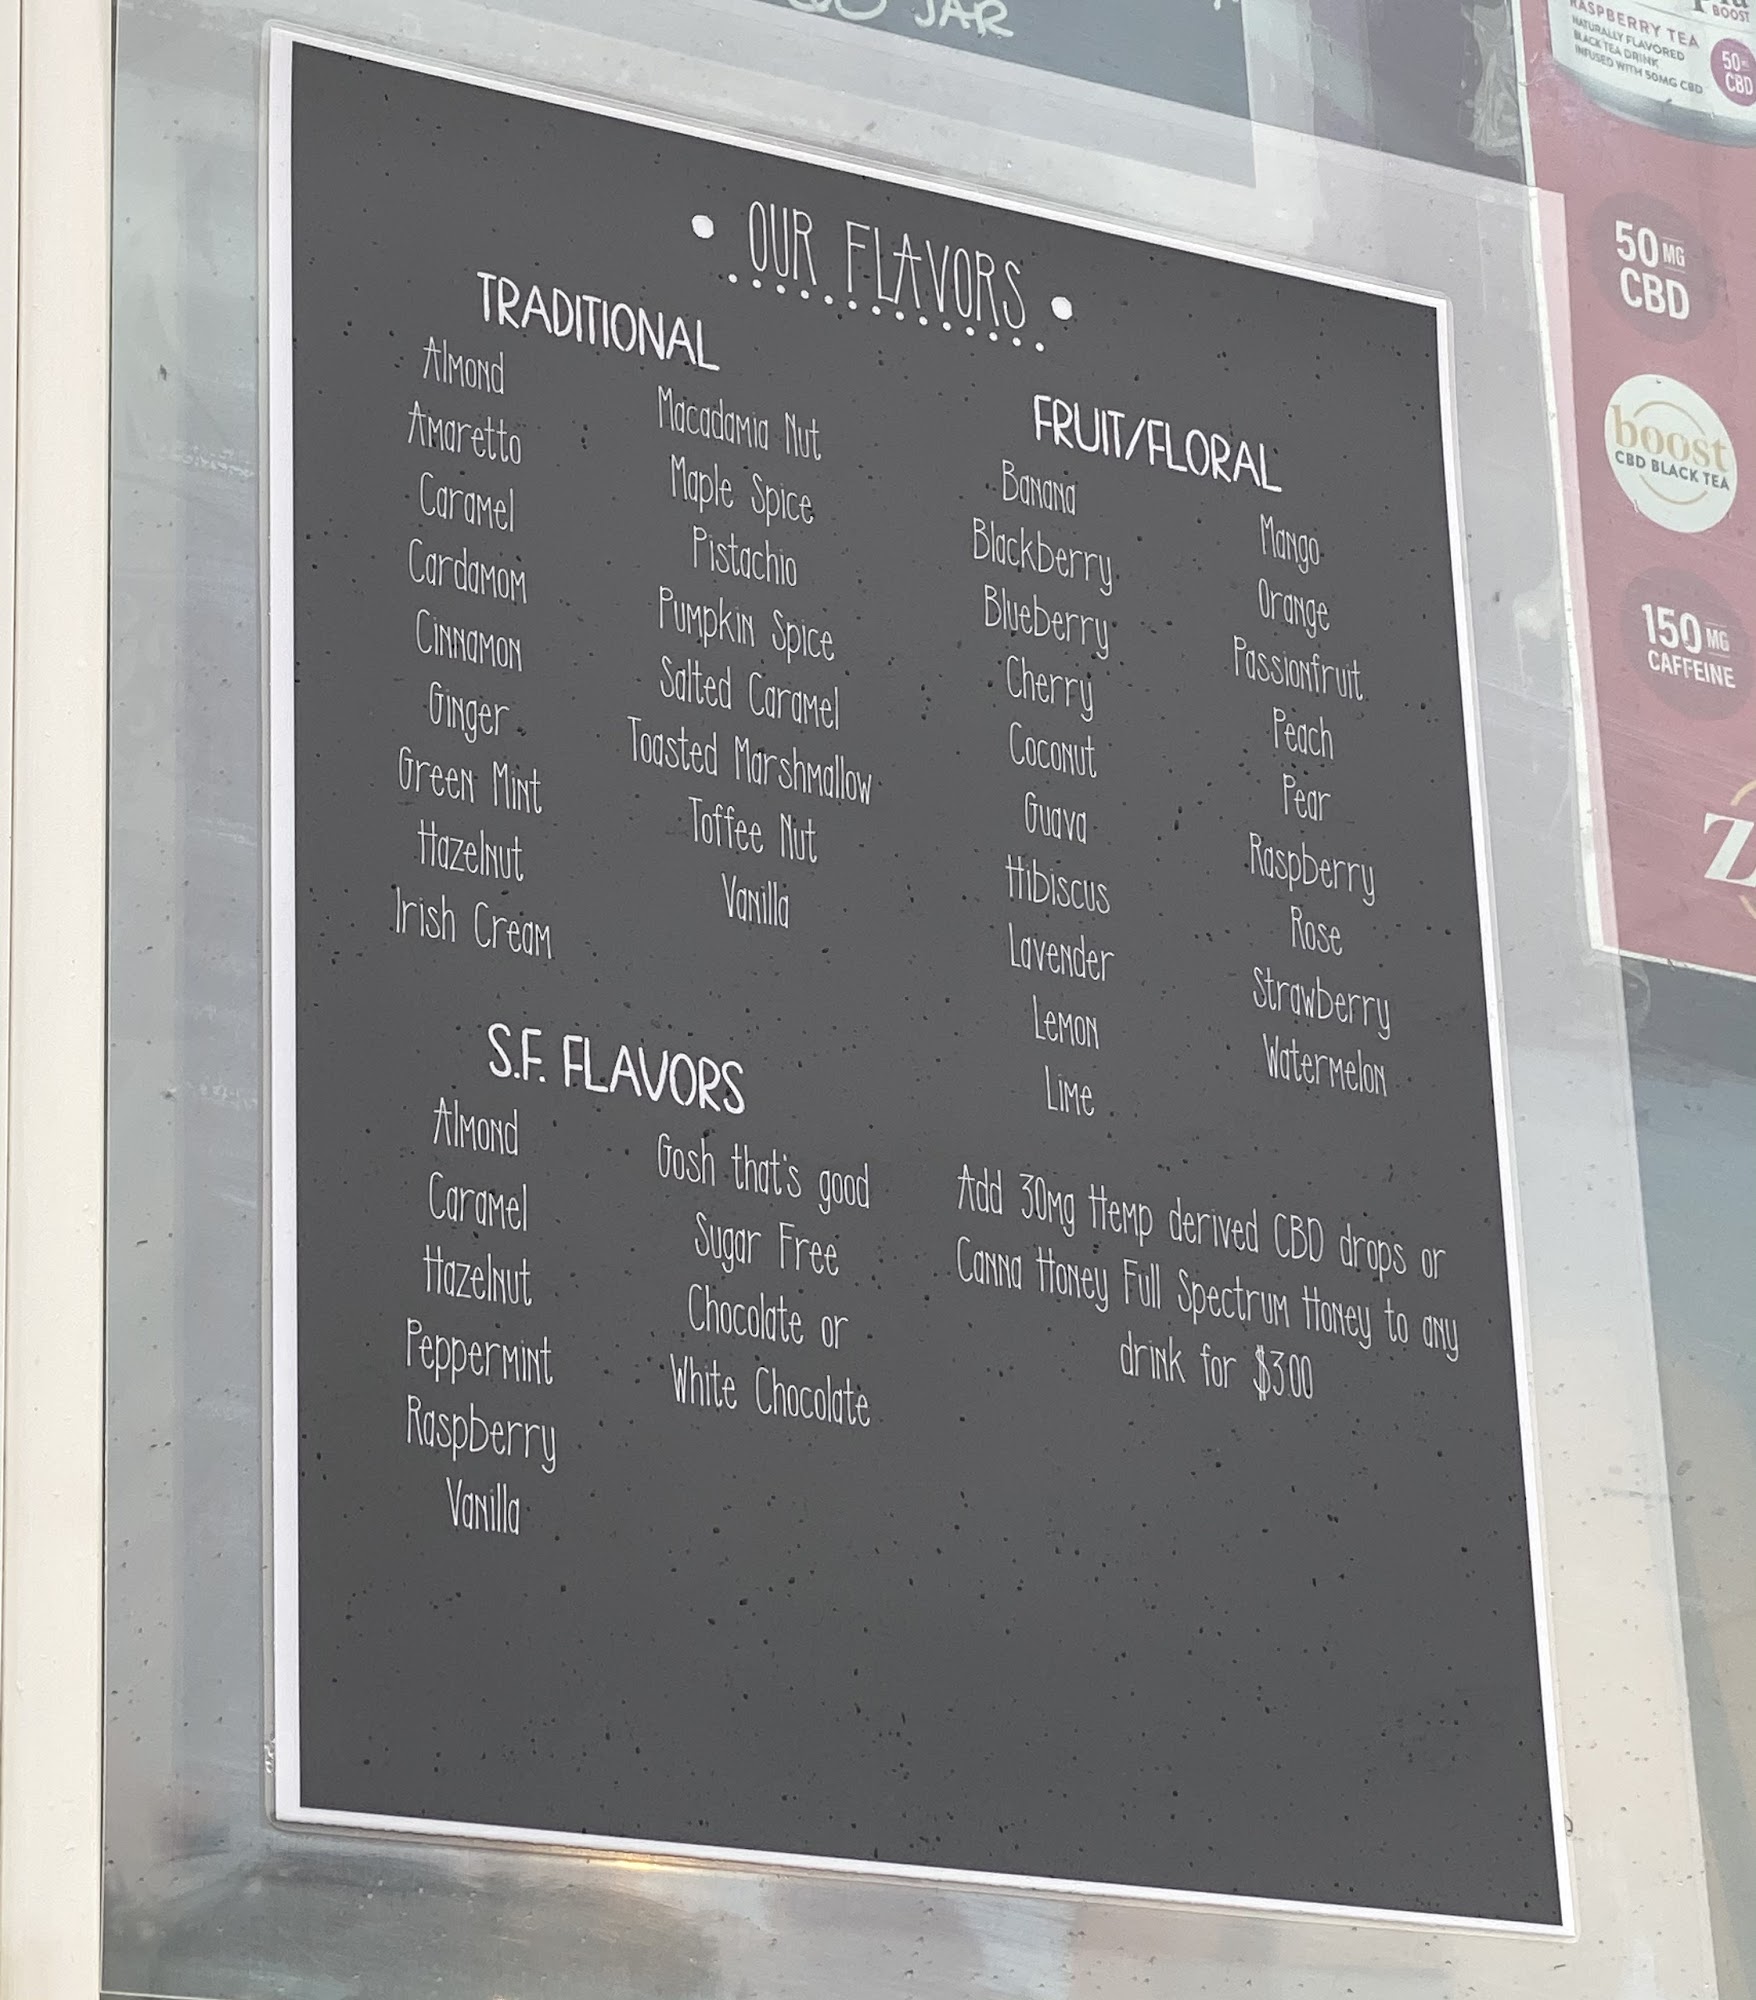 JAR
• OUR FLAVORS •
TRADITIONAL
Almond
Amaretto
Caramel
Cardamom
Cinnamon
Ginger
Green Mint
Hazelnut
Irish Cream
Macadamia Nut
Maple Spice
Pistachio
Pumpkin Spice
Salted Caramel
Toasted Marshmallow
Toffee Nut
Vanilla
S.F. FLAVORS
Almond
Caramel
Hazelnut
Peppermint
Raspberry
Vanilla
Gosh that's good
Sugar Free
Chocolate or
White Chocolate
FRUIT/FLORAL
Banana
Blackberry
Blueberry
Cherry
Coconut
Guava
Hibiscus
Lavender
Lemon
Lime
Mango
Orange
Passionfruit
Peach
Pear
Raspberry
Rose
Strawberry
Watermelon
Add 30mg Hemp derived CBD drops or
Canna Honey Full Spectrum Honey to any
drink for $3.00
BOOST
RASPBERRY TEA
NATURALLY FLAVORED
BLACK TEA DRINK
INFUSED WITH 50MG CBD
50MG
CBD
50 MG
CBD
boost
CBD BLACK TEA
150 MG
CAFFEINE